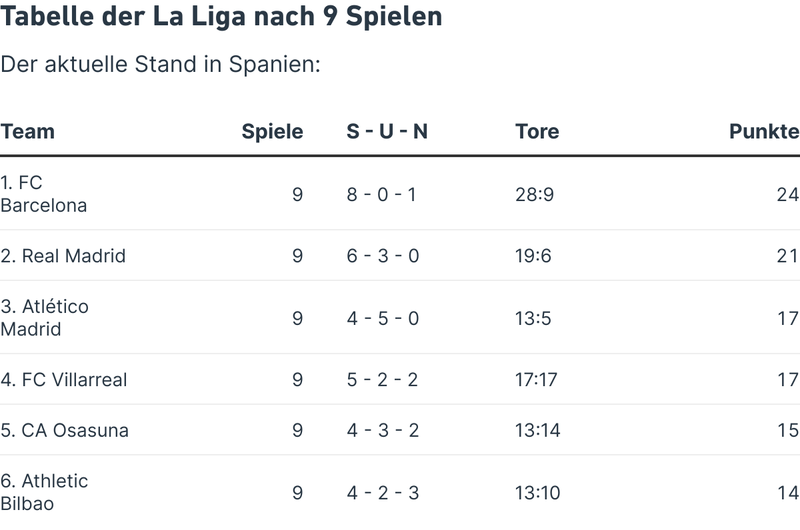 Tabelle der La Liga nach 9 Spielen
Der aktuelle Stand in Spanien:
Team Spiele S - U - N Tore Punkte
1. FC
Barcelona 9 8 - 0 - 1 28:9 24
2. Real Madrid 9 6 - 3 - 0 19:6 21
3. Atlético
Madrid 9 4 - 5 - 0 13:5 17
4. FC Villarreal 9 5 - 2 - 2 17:17 17
5. CA Osasuna 9 4 - 3 - 2 13:14 15
6. Athletic
Bilbao 9 4 - 2 - 3 13:10 14